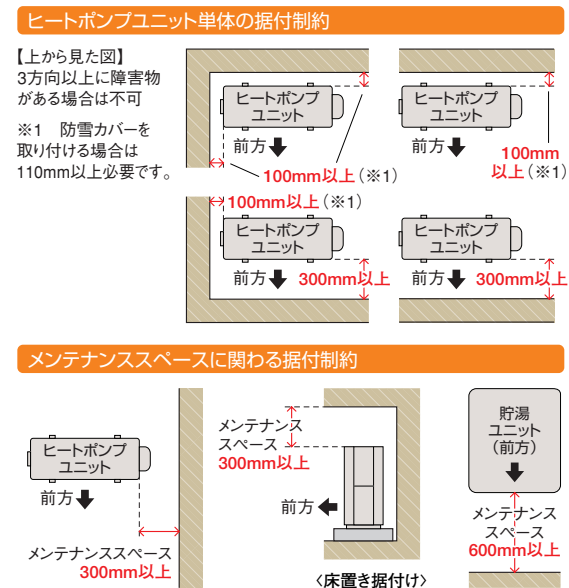 ヒートポンプユニット単体の据付制約
【上から見た図】
3方向以上に障害物
がある場合は不可
※1 防雪カバーを
取り付ける場合は
110mm以上必要です。
ヒートポンプ
ユニット
前方
100mm以上（※1）
ヒートポンプ
ユニット
前方
100mm
以上（※1）
100mm以上（※1）
ヒートポンプ
ユニット
前方
300mm以上
ヒートポンプ
ユニット
前方
300mm以上
メンテナンススペースに関わる据付制約
ヒートポンプ
ユニット
前方
メンテナンススペース
300mm以上
メンテナンス
スペース
300mm以上
前方
〈床置き据付け〉
貯湯
ユニット
（前方）
メンテナンス
スペース
600mm以上